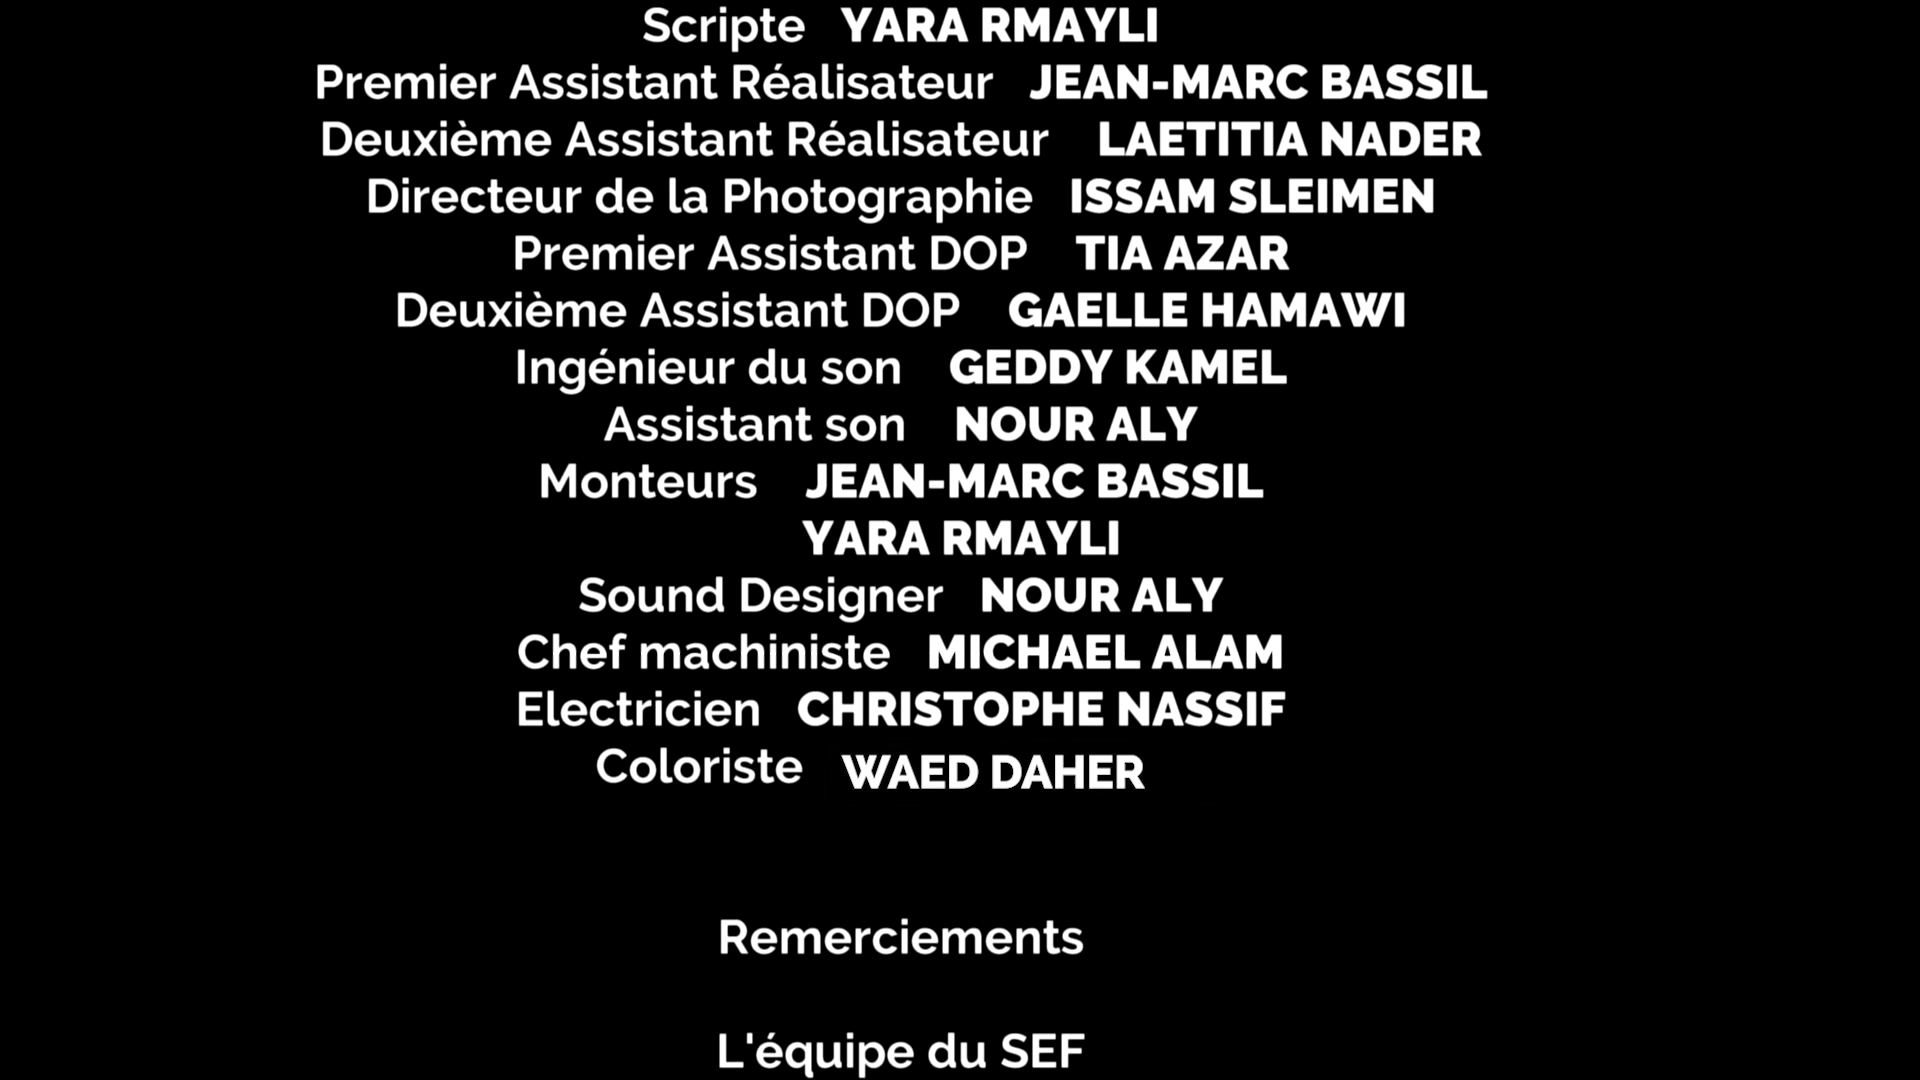 Scripte YARA RMAYLI
Premier Assistant Réalisateur JEAN-MARC BASSIL
Deuxième Assistant Réalisateur LAETITIA NADER
Directeur de la Photographie ISSAM SLEIMEN
Premier Assistant DOP TIA AZAR
Deuxième Assistant DOP GAELLE HAMAWI
Ingénieur du son GEDDY KAMEL
Assistant son NOUR ALY
Monteurs JEAN-MARC BASSIL
YARA RMAYLI
Sound Designer NOUR ALY
Chef machiniste MICHAEL ALAM
Electricien CHRISTOPHE NASSIF
Coloriste WAED DAHER
Remerciements
L'équipe du SEF